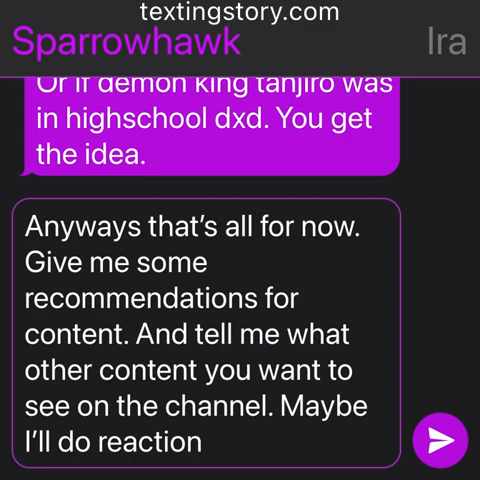 textingstory.com
Sparrowhawk
Ira
Or if demon king tanjiro was
in highschool dxd. You get
the idea.
Anyways that’s all for now.
Give me some
recommendations for
content. And tell me what
other content you want to
see on the channel. Maybe
I’ll do reaction